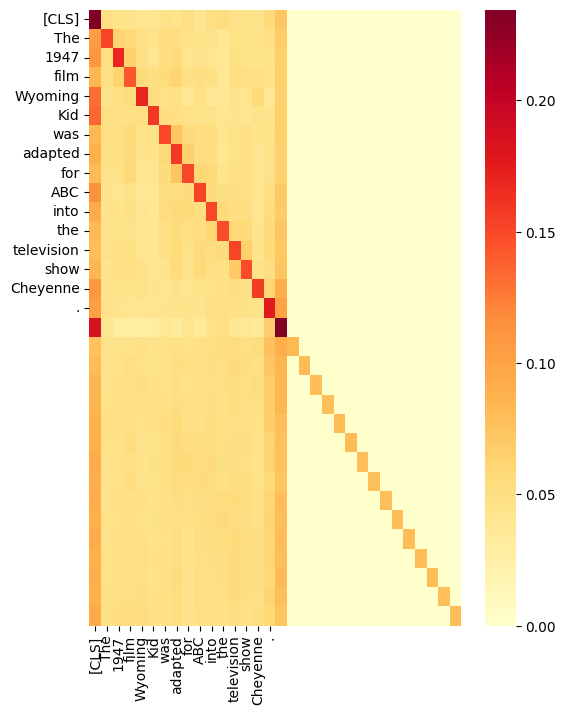 [CLS]
The
1947
film
Wyoming
Kid
was
adapted
for
ABC
into
the
television
show
Cheyenne
.
[CLS]
The
1947
film
Wyoming
Kid
was
adapted
for
ABC
into
the
television
show
Cheyenne
.
0.20
0.15
0.10
0.05
0.00